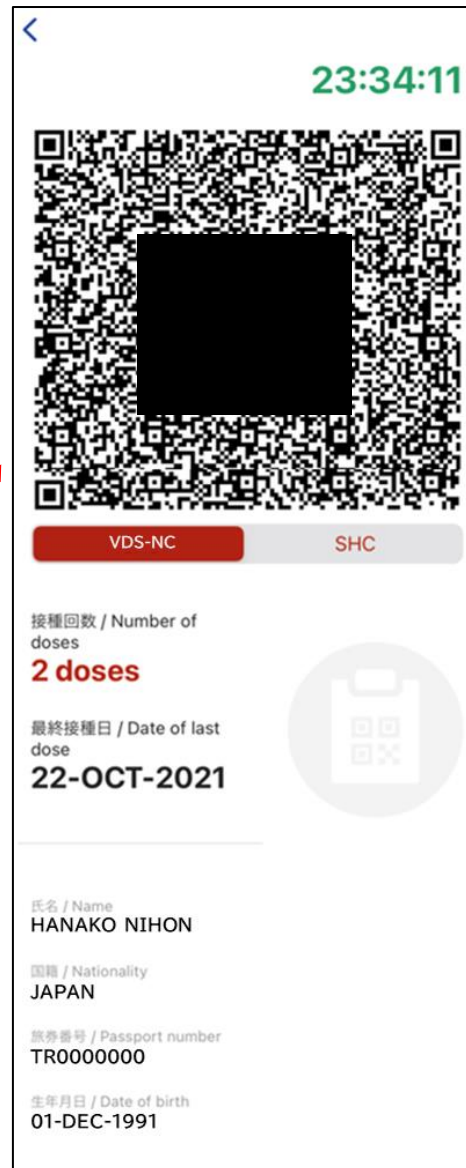 23:34:11
VDS-NC
SHC
接種回数 / Number of
doses
2 doses
最終接種日 / Date of last
dose
22-OCT-2021
氏名 / Name
HANAKO NIHON
国籍 / Nationality
JAPAN
旅券番号 / Passport number
TR0000000
生年月日 / Date of birth
01-DEC-1991